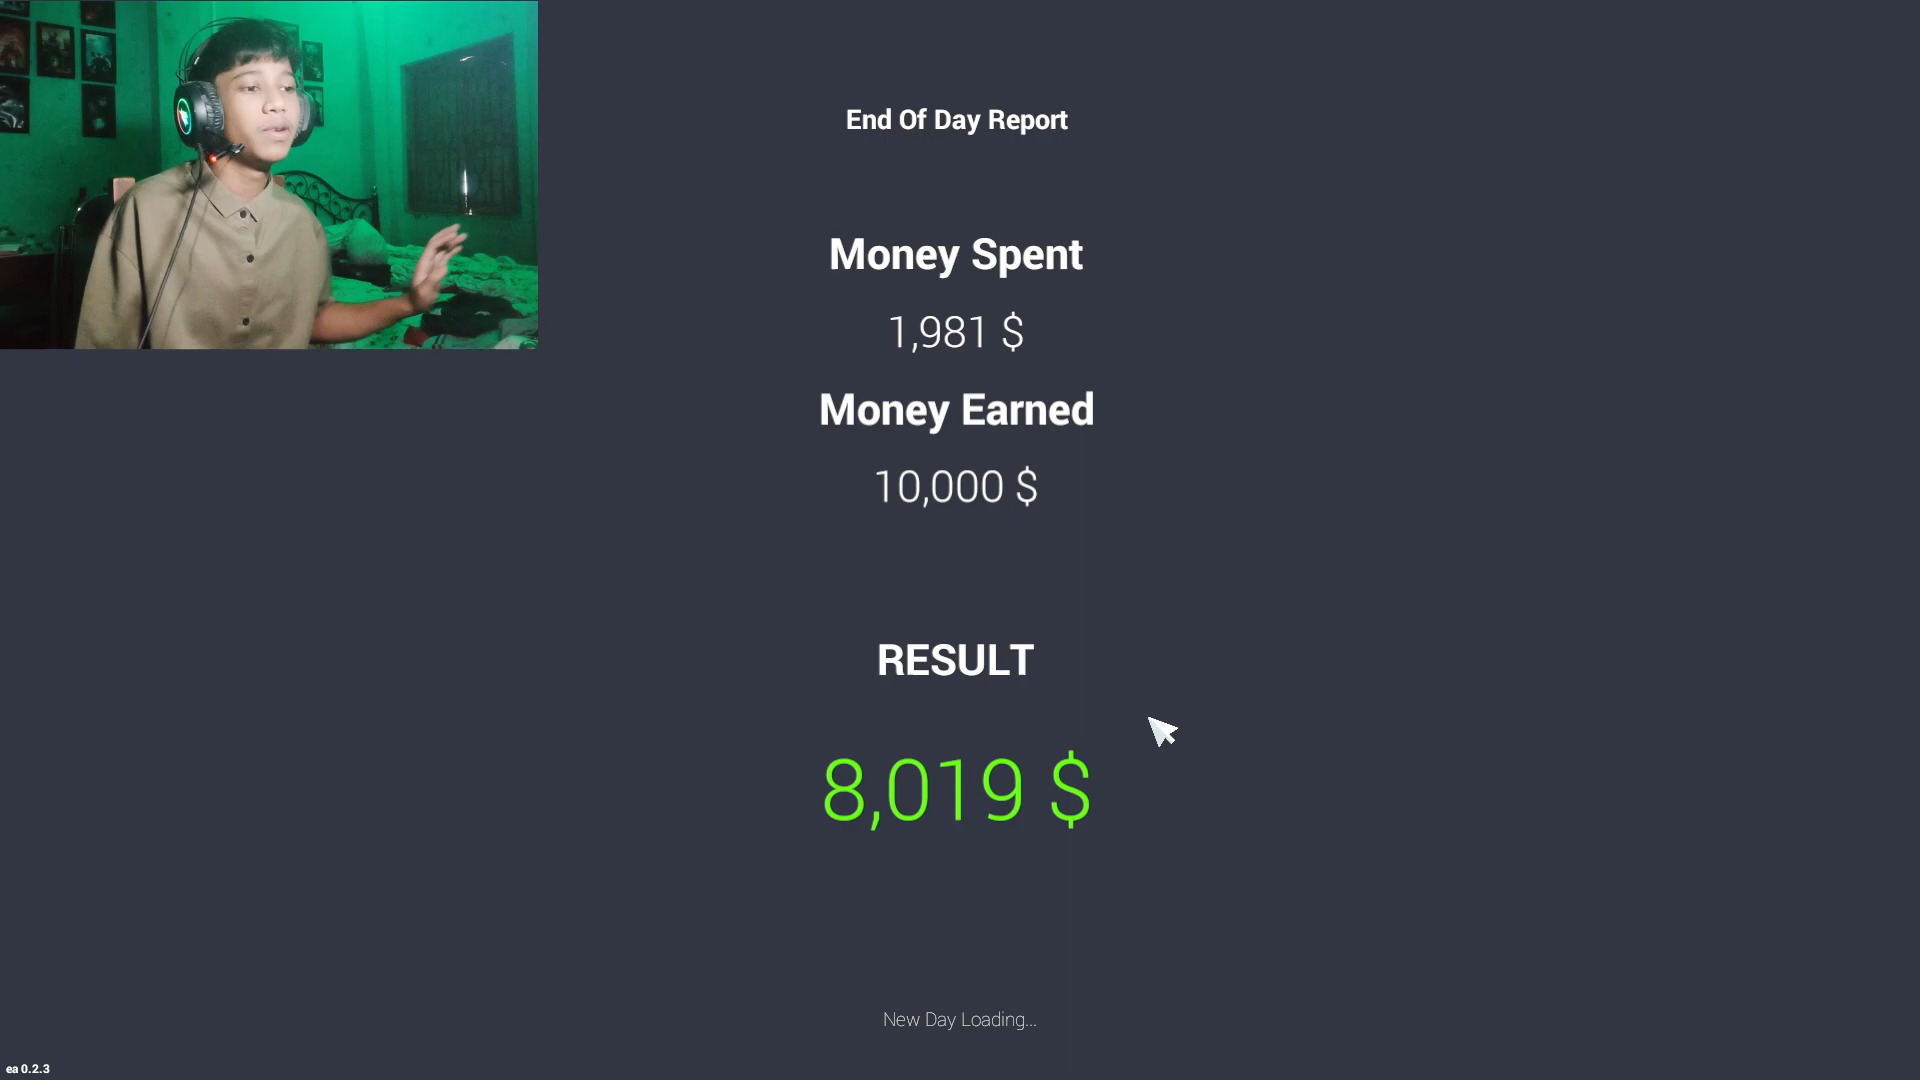 End Of Day Report
Money Spent
1,981 $
Money Earned
10,000 $
RESULT
8,019 $
New Day Loading...
ea 0.2.3